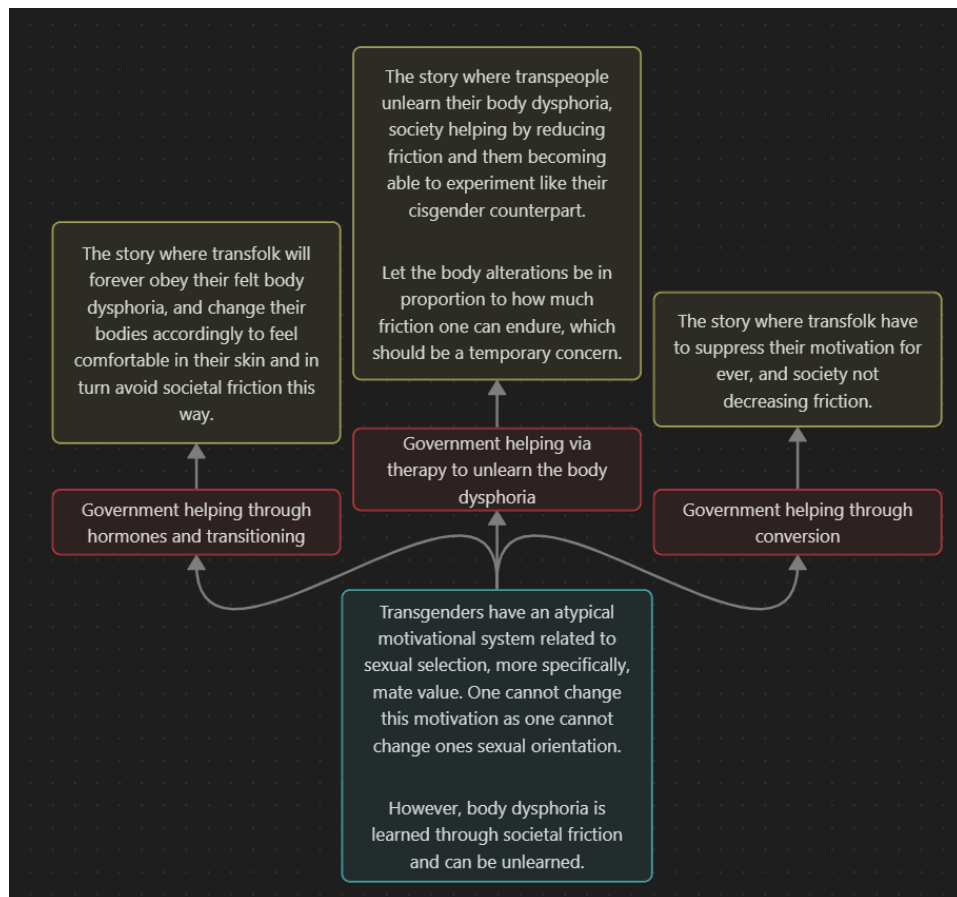 The story where transpeople
unlearn their body dysphoria,
society helping by reducing
friction and them becoming
able to experiment like their
cisgender counterpart.
Let the body alterations be in
proportion to how much
friction one can endure, which
should be a temporary concern.
The story where transfolk will
forever obey their felt body
dysphoria, and change their
bodies accordingly to feel
comfortable in their skin and in
turn avoid societal friction this
way.
The story where transfolk have
to suppress their motivation for
ever, and society not
decreasing friction.
Government helping via
therapy to unlearn the body
dysphoria
Government helping through
hormones and transitioning
Government helping through
conversion
Transgenders have an atypical
motivational system related to
sexual selection, more specifically,
mate value. One cannot change
this motivation as one cannot
change ones sexual orientation.
However, body dysphoria is
learned through societal friction
and can be unlearned.